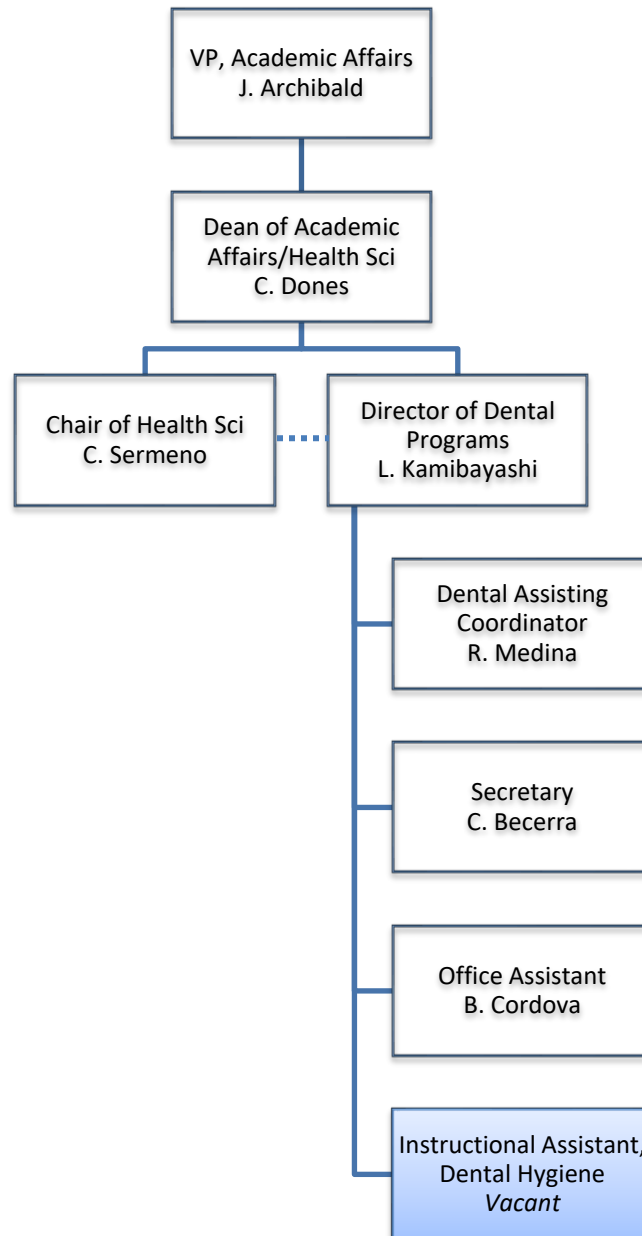 VP, Academic Affairs
J. Archibald
Dean of Academic
Affairs/Health Sci
C. Dones
Chair of Health Sci
C. Sermeno
Director of Dental
Programs
L. Kamibayashi
Dental Assisting
Coordinator
R. Medina
Secretary
C. Becerra
Office Assistant
B. Cordova
Instructional Assistant,
Dental Hygiene
Vacant